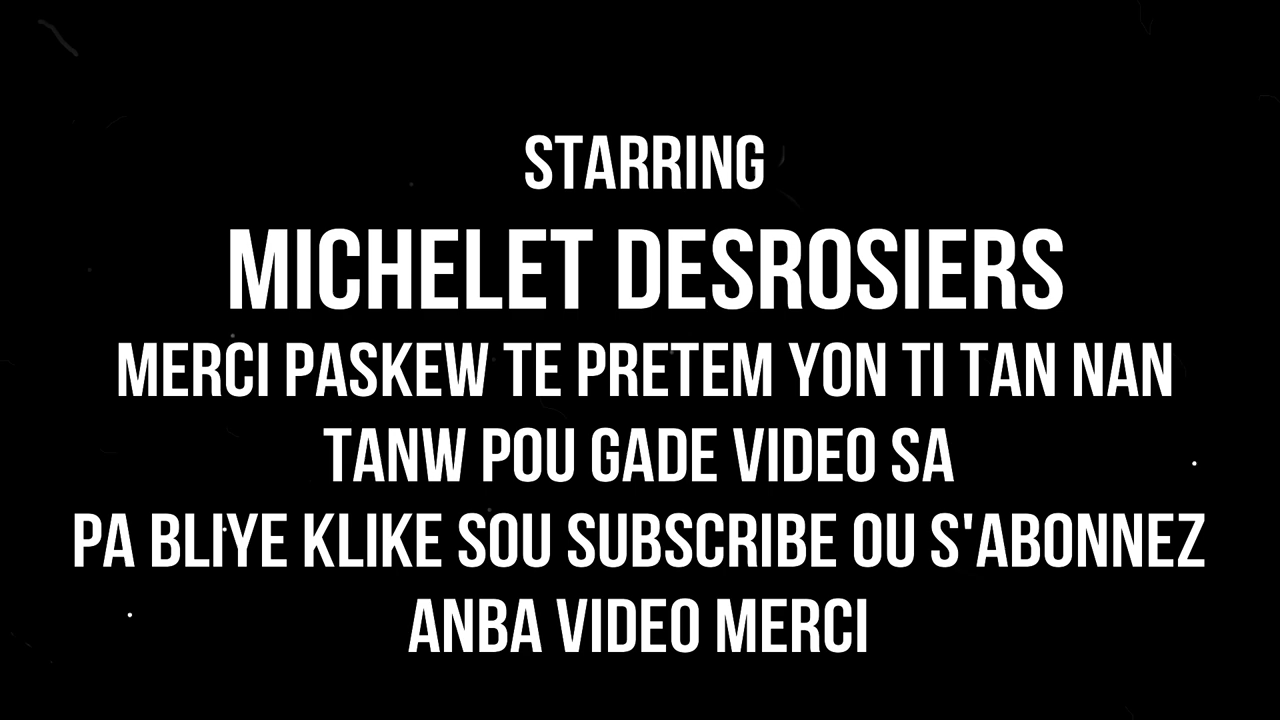 STARRING
MICHELET DESROSIERS
MERCI PASKEW TE PRETEM YON TI TAN NAN
TANW POU GADE VIDEO SA
PA BLIYE KLIKE SOU SUBSCRIBE OU S'ABONNEZ
ANBA VIDEO MERCI